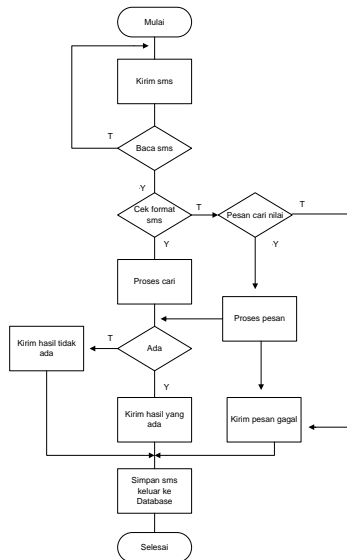 Mulai
Kirim sms
T
Baca sms
Y
Cek format
sms
T
Pesan cari nilai
T
Y
Y
Proses cari
Proses pesan
Kirim hasil tidak
ada
T
Ada
Y
Kirim hasil yang
ada
Kirim pesan gagal
Simpan sms
keluar ke
Database
Selesai